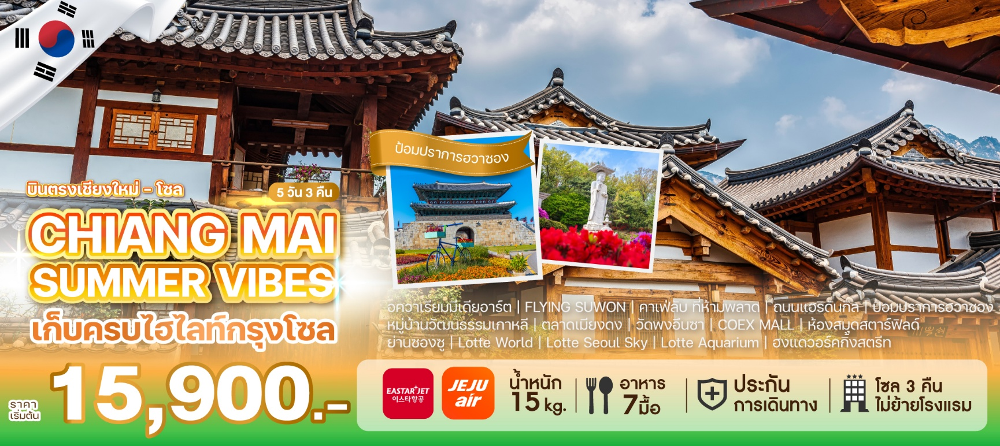 ป้อมปราการฮวาซอง
บินตรงเชียงใหม่ - โซล
5 วัน 3 คืน
CHIANG MAI
SUMMER VIBES
เก็บครบไฮไลท์กรุงโซล
ราคา
เริ่มต้น
15,900.-
อควาเรียมมีเดียอาร์ต | FLYING SUWON | คาเฟ่ลับ ที่ห้ามพลาด | ถนนแฮริดันกิล | ป้อมปราการฮวาซอง
หมู่บ้านวัฒนธรรมเกาหลี | ตลาดเมียงดง | วัดพงอึนซา | COEX MALL | ห้องสมุดสตาร์ฟิลด์
ย่านซองซู | Lotte World | Lotte Seoul Sky | Lotte Aquarium | ฮงแดวอร์คกิ้งสตรีท
EASTAR JET
이스타항공
JEJU
air
น้ำหนัก
15 kg.
อาหาร
7มื้อ
ประกัน
การเดินทาง
โซล 3 คืน
ไม่ย้ายโรงแรม